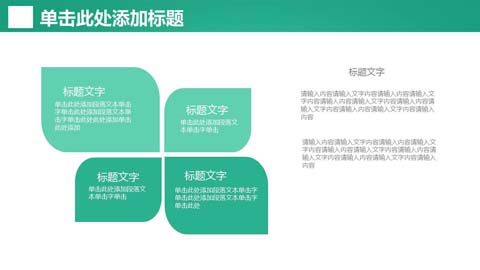 单击此处添加标题
标题文字
单击此处添加段落文本单击
字单击此处添加段落文本单
字单击此处此处添加单击
此处添加
标题文字
单击此处添加段落文
本单击字单击
标题文字
单击此处添加段落文
本单击字单击
标题文字
单击此处添加段落文本单击字
单击此处添加段落文本单击字
单击此处
标题文字
请输入内容请输入文字内容请输入内容请输入文
字内容请输入内容请输入文字内容请输入内容请
输入文字内容请输入内容请输入文字内容请输入
内容
请输入内容请输入文字内容请输入内容请输入文
字内容请输入内容请输入文字内容请输入内容请
输入文字内容请输入内容请输入文字内容请输入
内容